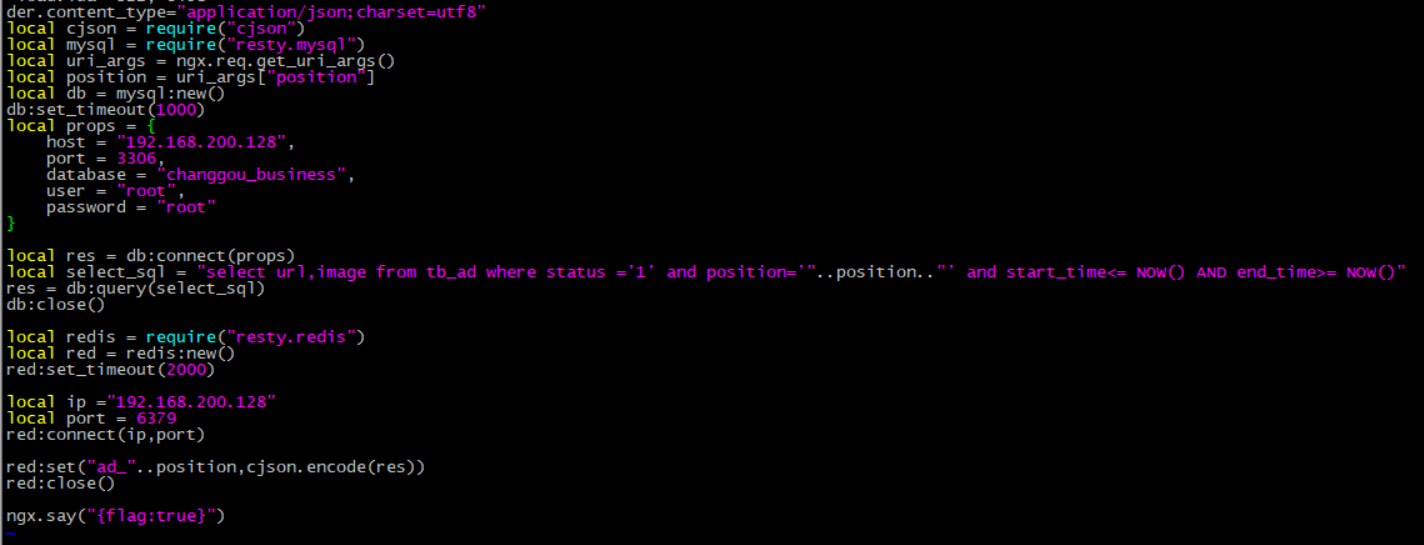 der.content_type="application/json;charset=utf8"
local cjson = require("cjson")
local mysql = require("resty.mysql")
local uri_args = ngx.req.get_uri_args()
local position = uri_args["position"]
local db = mysql:new()
db:set_timeout(1000)
local props = {
    host = "192.168.200.128",
    port = 3306,
    database = "changgou_business",
    user = "root",
    password = "root"
}
local res = db:connect(props)
local select_sql = "select url,image from tb_ad where status ='1' and position='"..position.."' and start_time<= NOW() AND end_time>= NOW()"
res = db:query(select_sql)
db:close()
local redis = require("resty.redis")
local red = redis:new()
red:set_timeout(2000)
local ip ="192.168.200.128"
local port = 6379
red:connect(ip,port)
red:set("ad_"..position,cjson.encode(res))
red:close()
ngx.say("{flag:true}")
~